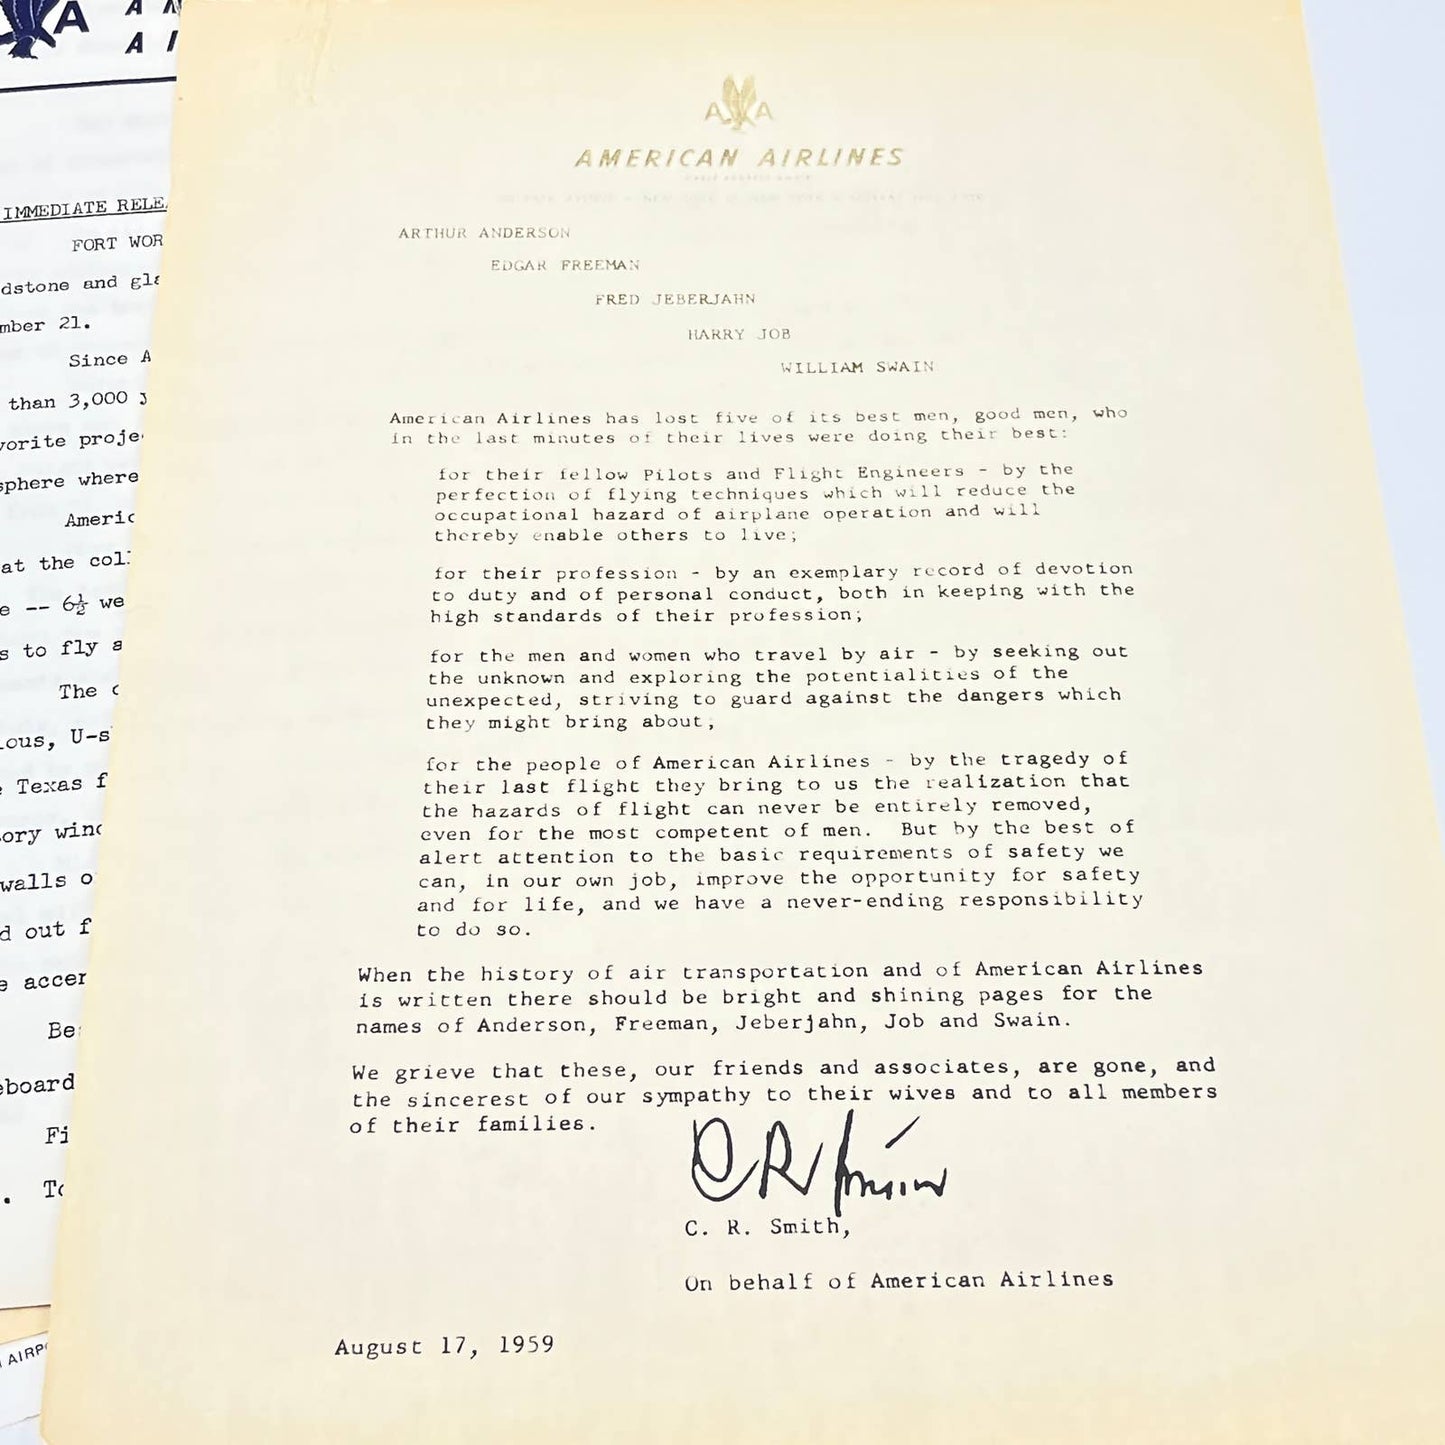 A
IMMEDIATE RELEA
FORT WOR
dstone and gla
mber 21.
Since A
than 3,000
vorite proje
sphere where
Americ
at the col
e -- 6½ we
s to fly a
The
ious, U-s
Texas f
ory wind
walls o
d out f
e accer
Be
eboard
Fi
To
AIRPO
A A
AMERICAN AIRLINES
ARTHUR ANDERSON
EDGAR FREEMAN
FRED JEBERJAHN
HARRY JOB
WILLIAM SWAIN
American Airlines has lost five of its best men, good men, who
in the last minutes of their lives were doing their best:
for their fellow Pilots and Flight Engineers - by the
perfection of flying techniques which will reduce the
occupational hazard of airplane operation and will
thereby enable others to live;
for their profession - by an exemplary record of devotion
to duty and of personal conduct, both in keeping with the
high standards of their profession;
for the men and women who travel by air - by seeking out
the unknown and exploring the potentialities of the
unexpected, striving to guard against the dangers which
they might bring about;
for the people of American Airlines - by the tragedy of
their last flight they bring to us the realization that
the hazards of flight can never be entirely removed,
even for the most competent of men. But by the best of
alert attention to the basic requirements of safety we
can, in our own job, improve the opportunity for safety
and for life, and we have a never-ending responsibility
to do so.
When the history of air transportation and of American Airlines
is written there should be bright and shining pages for the
names of Anderson, Freeman, Jeberjahn, Job and Swain.
We grieve that these, our friends and associates, are gone, and
the sincerest of our sympathy to their wives and to all members
of their families.
C R Smith
C. R. Smith,
On behalf of American Airlines
August 17, 1959